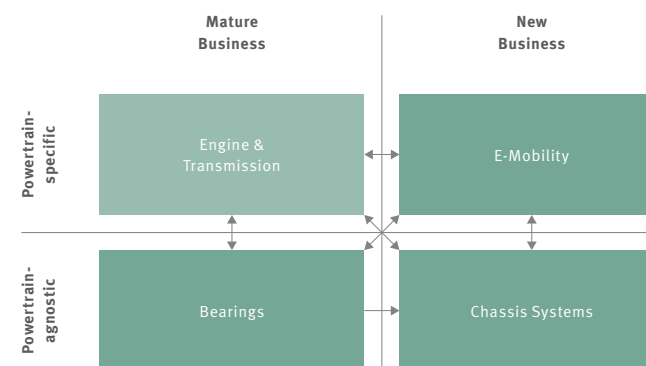 Mature
Business
New
Business
Powertrain-
specific
Engine &
Transmission
E-Mobility
Powertrain-
agnostic
Bearings
Chassis Systems